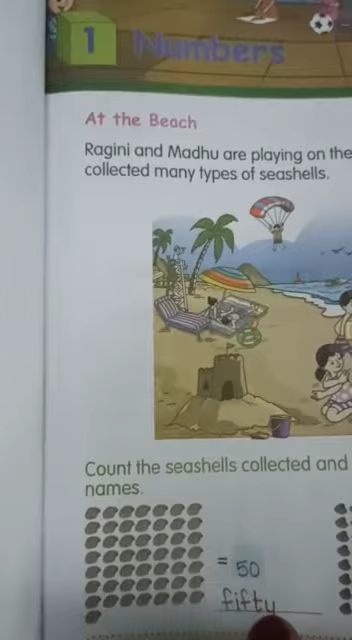 1 Numbers
At the Beach
Ragini and Madhu are playing on the
collected many types of seashells.
Count the seashells collected and
names.
= 50
fifty